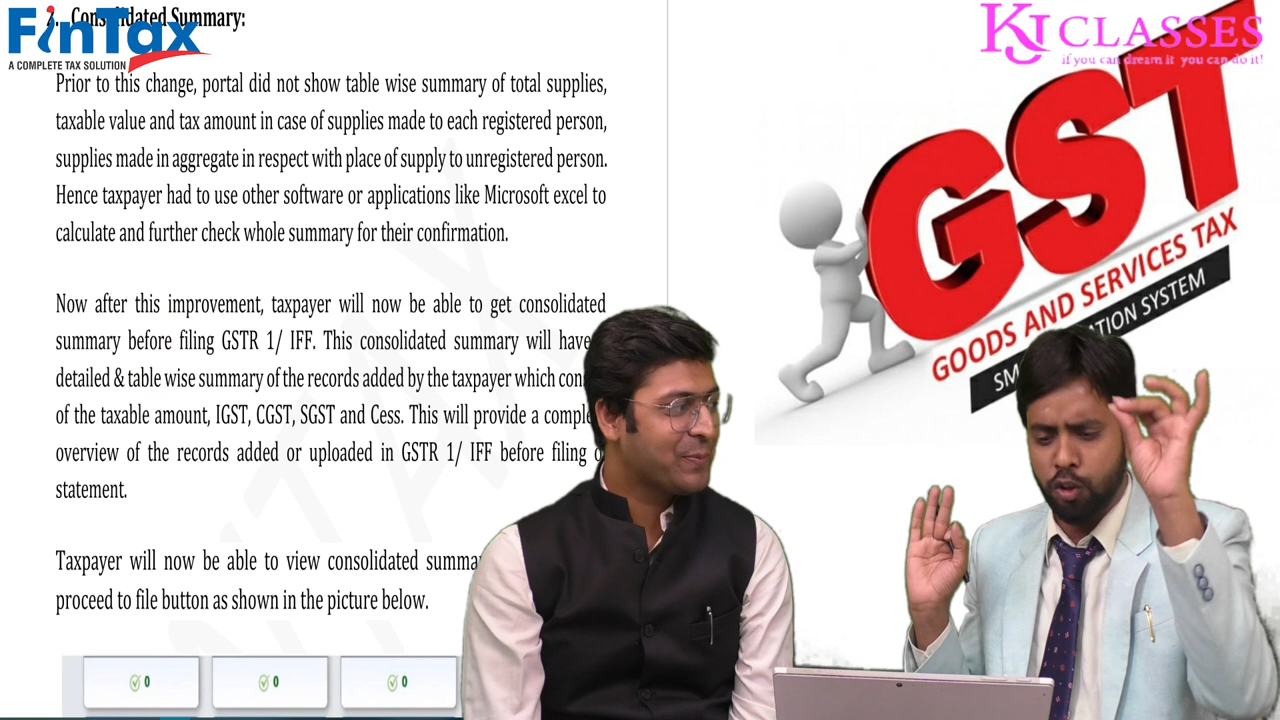 2. Consolidated Summary:
FinTax
A COMPLETE TAX SOLUTION
Prior to this change, portal did not show table wise summary of total supplies,
taxable value and tax amount in case of supplies made to each registered person,
supplies made in aggregate in respect with place of supply to unregistered person.
Hence taxpayer had to use other software or applications like Microsoft excel to
calculate and further check whole summary for their confirmation.
Now after this improvement, taxpayer will now be able to get consolidated
summary before filing GSTR 1/ IFF. This consolidated summary will have
detailed & table wise summary of the records added by the taxpayer which con
of the taxable amount, IGST, CGST, SGST and Cess. This will provide a comple
overview of the records added or uploaded in GSTR 1/ IFF before filing
statement.
Taxpayer will now be able to view consolidated summa
proceed to file button as shown in the picture below.
0
0
0
KJ CLASSES
if you can dream it you can do it!
GST
GOODS AND SERVICES TAX
SM ATION SYSTEM